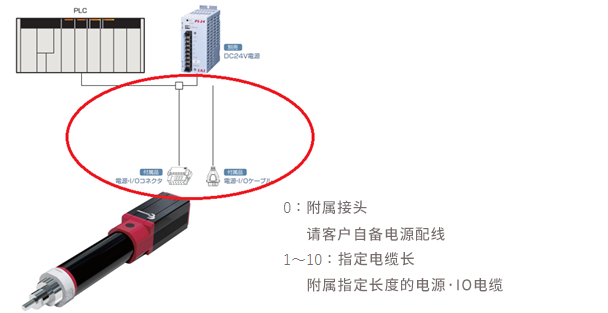 PLC
PS-24
別売
DC24V電源
付属品
電源・I/Oコネクタ
付属品
電源・I/Oケーブル
0：附属接头
请客户自备电源配线
1～10：指定电缆长
附属指定长度的电源·IO电缆